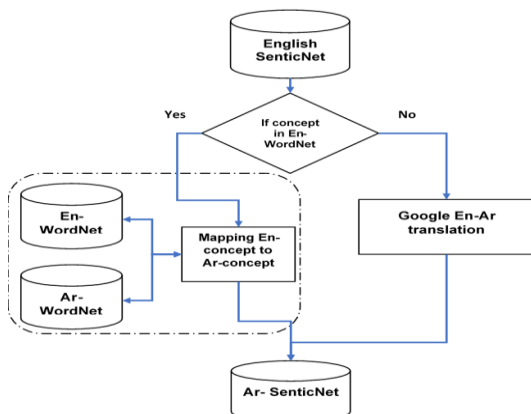 English
SenticNet
If concept
in En-
WordNet
Yes
No
En-
WordNet
Ar-
WordNet
Mapping En-
concept to
Ar-concept
Google En-Ar
translation
Ar- SenticNet